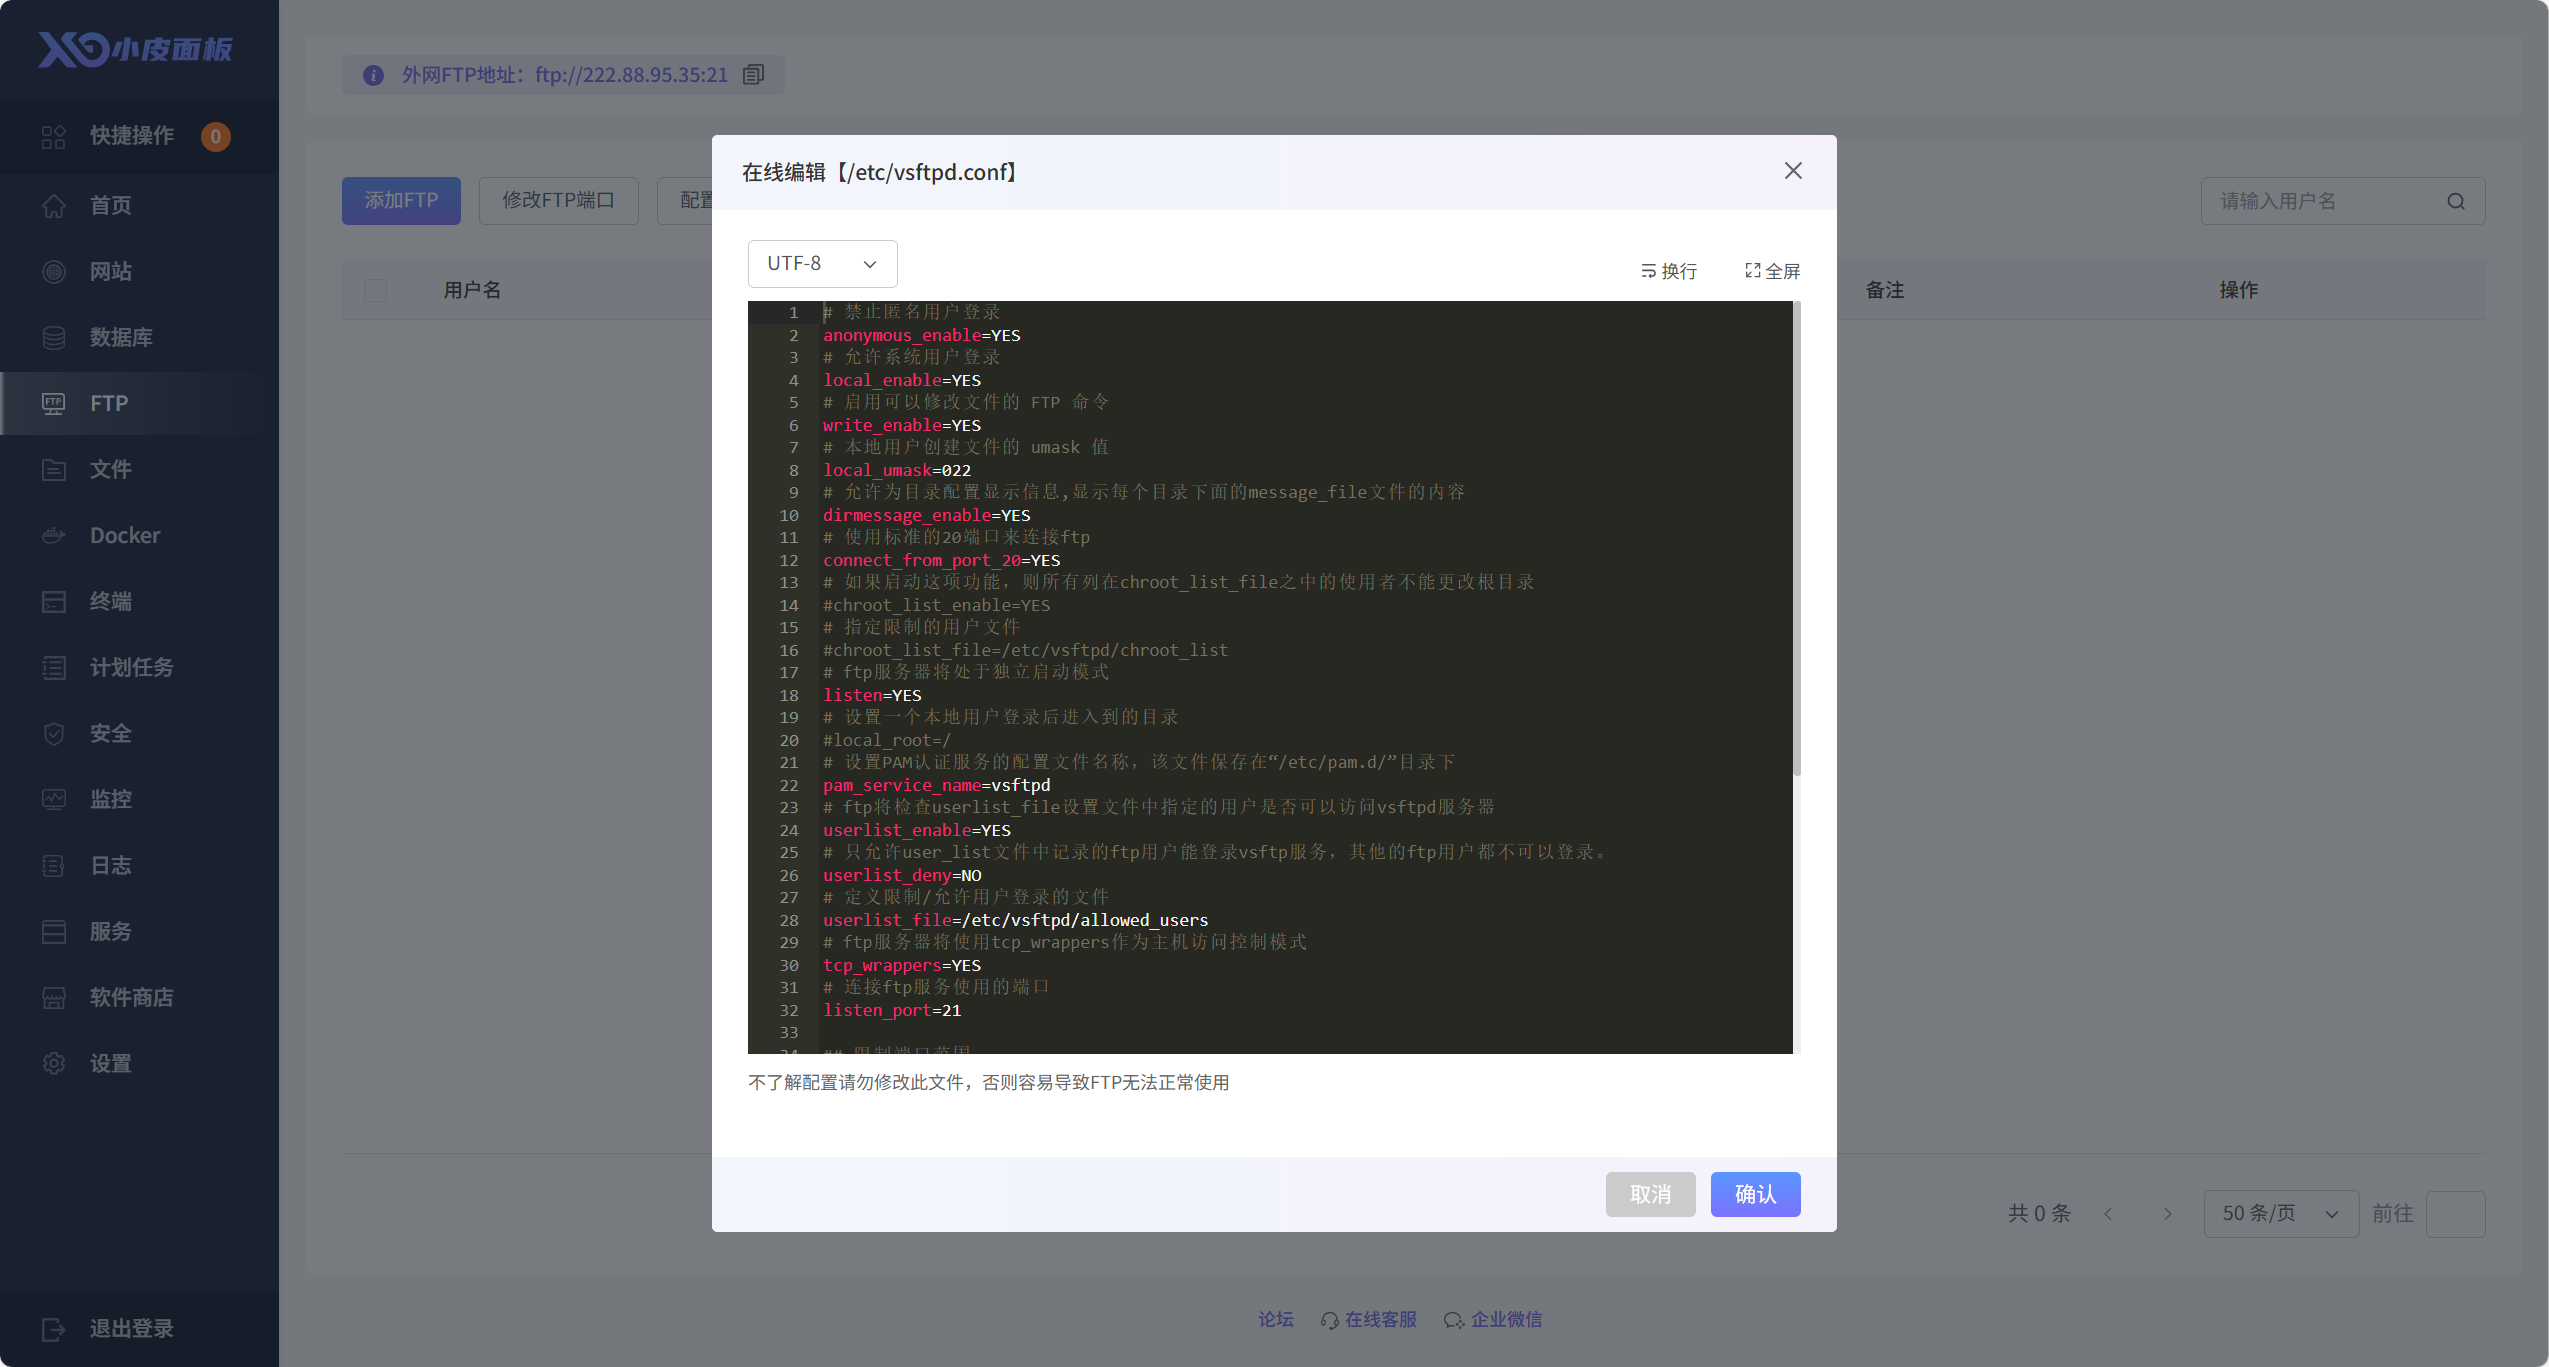 小皮面板
快捷操作 0
首页
网站
数据库
FTP
文件
Docker
终端
计划任务
安全
监控
日志
服务
软件商店
设置
退出登录
外网FTP地址：ftp://222.88.95.35:21
添加FTP
修改FTP端口
配置
请输入用户名
用户名
备注
操作
在线编辑【/etc/vsftpd.conf】
UTF-8
换行
全屏
1 # 禁止匿名用户登录
2 anonymous_enable=YES
3 # 允许系统用户登录
4 local_enable=YES
5 # 启用可以修改文件的 FTP 命令
6 write_enable=YES
7 # 本地用户创建文件的 umask 值
8 local_umask=022
9 # 允许为目录配置显示信息,显示每个目录下面的message_file文件的内容
10 dirmessage_enable=YES
11 # 使用标准的20端口来连接ftp
12 connect_from_port_20=YES
13 # 如果启动这项功能，则所有列在chroot_list_file之中的使用者不能更改根目录
14 #chroot_list_enable=YES
15 # 指定限制的用户文件
16 #chroot_list_file=/etc/vsftpd/chroot_list
17 # ftp服务器将处于独立启动模式
18 listen=YES
19 # 设置一个本地用户登录后进入到的目录
20 #local_root=/
21 # 设置PAM认证服务的配置文件名称，该文件保存在“/etc/pam.d/”目录下
22 pam_service_name=vsftpd
23 # ftp将检查userlist_file设置文件中指定的用户是否可以访问vsftpd服务器
24 userlist_enable=YES
25 # 只允许user_list文件中记录的ftp用户能登录vsftp服务，其他的ftp用户都不可以登录。
26 userlist_deny=NO
27 # 定义限制/允许用户登录的文件
28 userlist_file=/etc/vsftpd/allowed_users
29 # ftp服务器将使用tcp_wrappers作为主机访问控制模式
30 tcp_wrappers=YES
31 # 连接ftp服务使用的端口
32 listen_port=21
33
34 ## 限制端口范围
不了解配置请勿修改此文件，否则容易导致FTP无法正常使用
取消
确认
共 0 条
50 条/页
前往
论坛
在线客服
企业微信